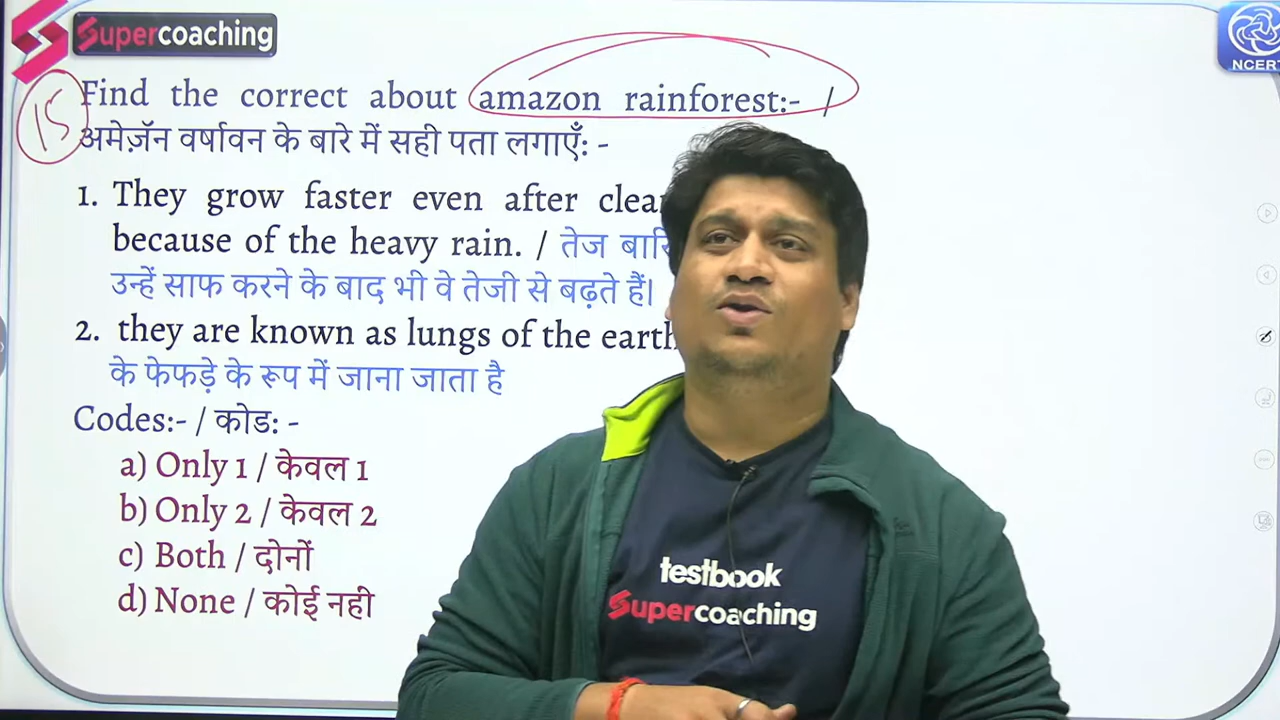 Supercoaching
NCERT
15
Find the correct about amazon rainforest:- /
अमेज़ॅन वर्षावन के बारे में सही पता लगाएँ: -
1. They grow faster even after
because of the heavy rain. / तेज
उन्हें साफ करने के बाद भी वे तेजी से बढ़ते हैं।
2. they are known as lungs of the earth
के फेफड़े के रूप में जाना जाता है
Codes:- / कोड: -
a) Only 1 / केवल 1
b) Only 2 / केवल 2
c) Both / दोनों
d) None / कोई नही
testbook
Supercoaching